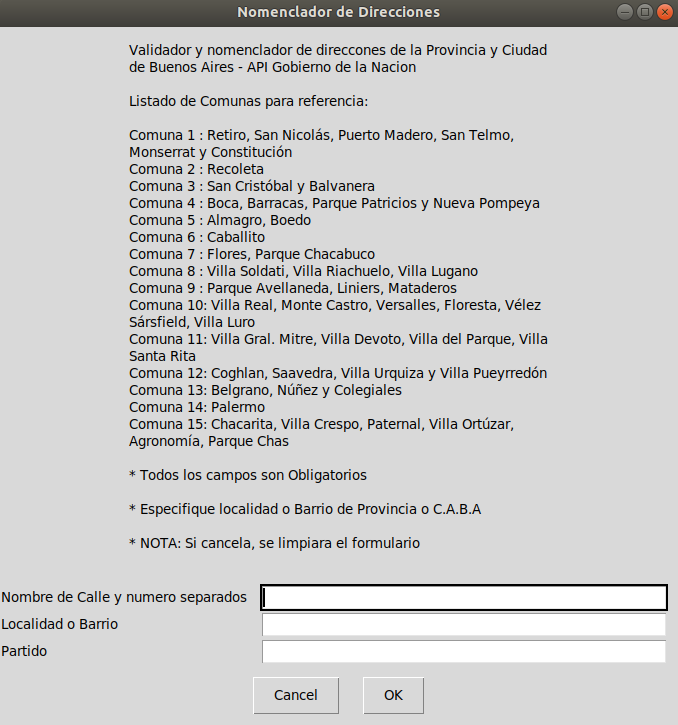 Nomenclador de Direcciones
Validador y nomenclador de direccones de la Provincia y Ciudad
de Buenos Aires - API Gobierno de la Nacion
Listado de Comunas para referencia:
Comuna 1 : Retiro, San Nicolás, Puerto Madero, San Telmo,
Monserrat y Constitución
Comuna 2 : Recoleta
Comuna 3 : San Cristóbal y Balvanera
Comuna 4 : Boca, Barracas, Parque Patricios y Nueva Pompeya
Comuna 5 : Almagro, Boedo
Comuna 6 : Caballito
Comuna 7 : Flores, Parque Chacabuco
Comuna 8 : Villa Soldati, Villa Riachuelo, Villa Lugano
Comuna 9 : Parque Avellaneda, Liniers, Mataderos
Comuna 10: Villa Real, Monte Castro, Versalles, Floresta, Vélez
Sársfield, Villa Luro
Comuna 11: Villa Gral. Mitre, Villa Devoto, Villa del Parque, Villa
Santa Rita
Comuna 12: Coghlan, Saavedra, Villa Urquiza y Villa Pueyrredón
Comuna 13: Belgrano, Núñez y Colegiales
Comuna 14: Palermo
Comuna 15: Chacarita, Villa Crespo, Paternal, Villa Ortúzar,
Agronomía, Parque Chas
* Todos los campos son Obligatorios
* Especifique localidad o Barrio de Provincia o C.A.B.A
* NOTA: Si cancela, se limpiara el formulario
Nombre de Calle y numero separados
Localidad o Barrio
Partido
Cancel
OK